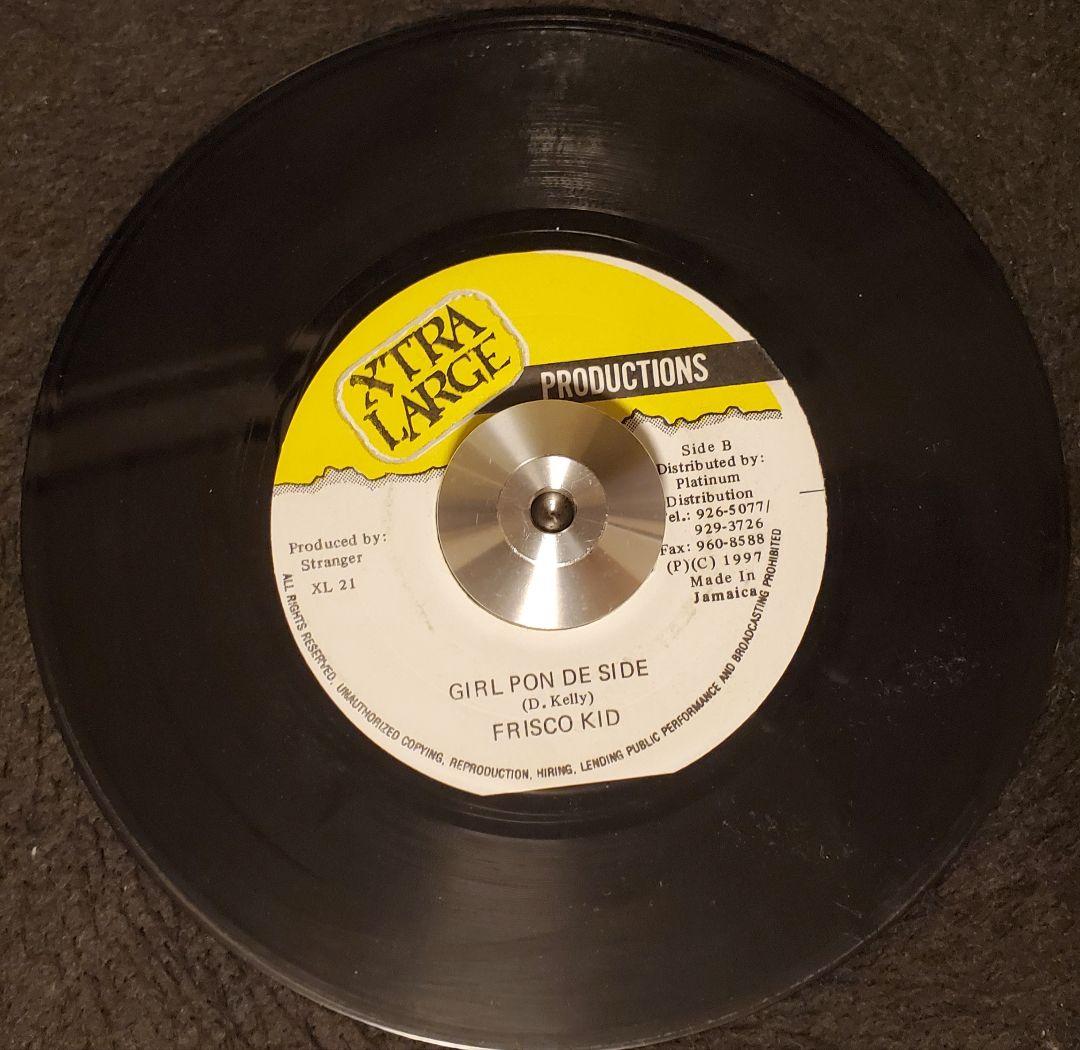 XTRA
LARGE
PRODUCTIONS
Side B
Distributed by:
Platinum
Distribution
el.: 926-5077/
929-3726
Fax: 960-8588
(P)(C) 1997
Made In
Jamaica
Produced by:
Stranger
XL 21
GIRL PON DE SIDE
(D. Kelly)
FRISCO KID
ALL RIGHTS RESERVED, UNAUTHORIZED COPYING, REPRODUCTION, HIRING, LENDING PUBLIC PERFORMANCE AND BROADCASTING PROHIBITED